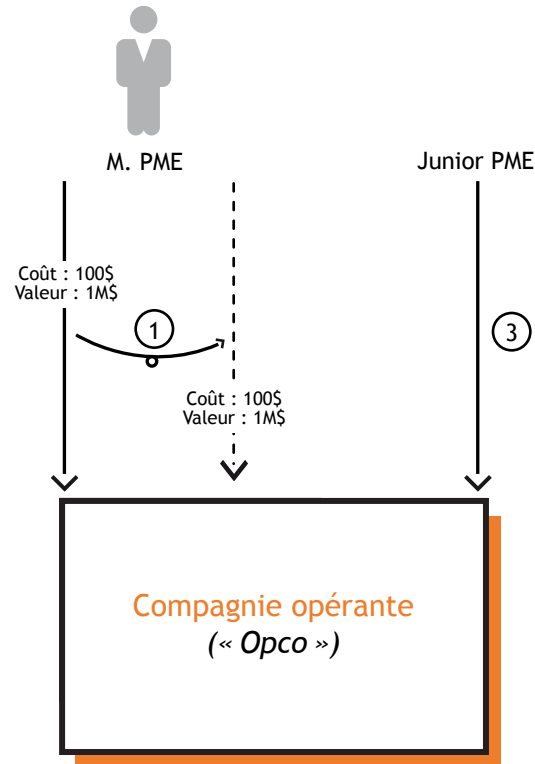 M. PME
Junior PME
Coût : 100$
Valeur : 1M$
1
3
Coût : 100$
Valeur : 1M$
Compagnie opérante
(« Opco »)